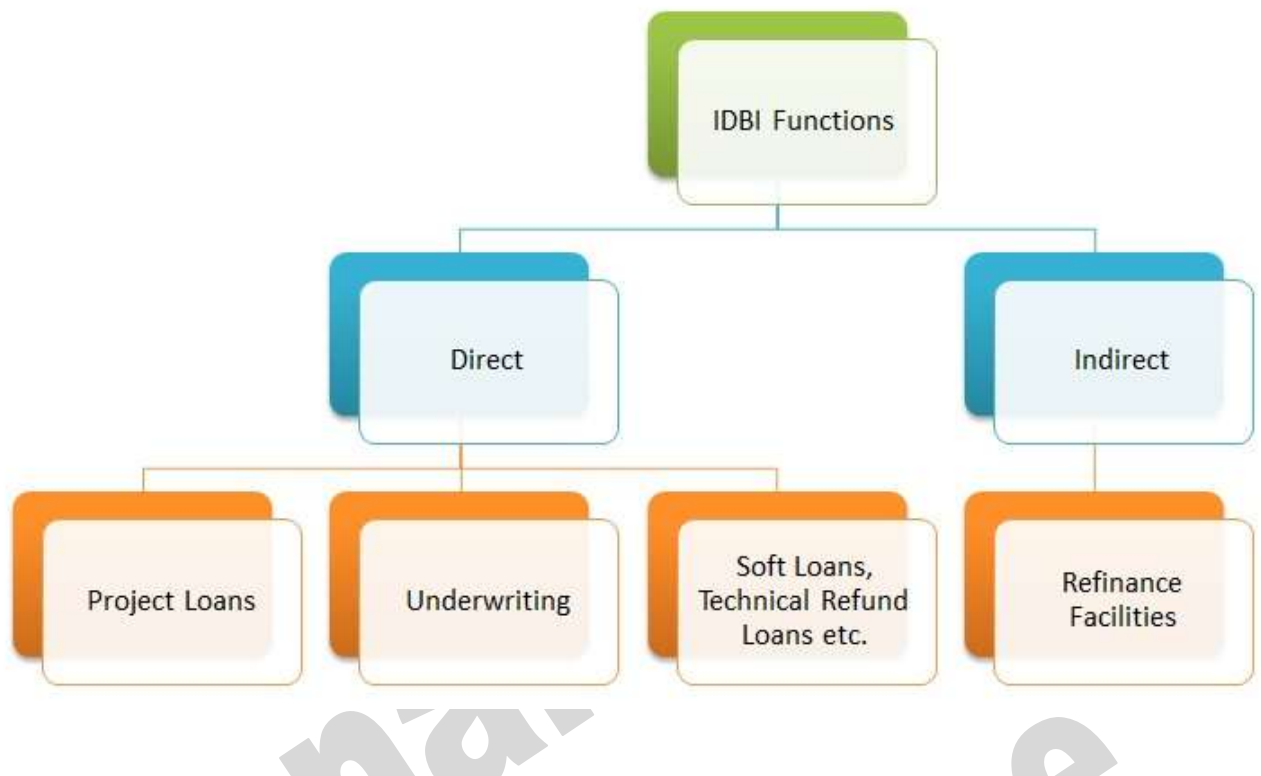 IDBI Functions
Direct
Indirect
Project Loans
Underwriting
Soft Loans,
Technical Refund
Loans etc.
Refinance
Facilities